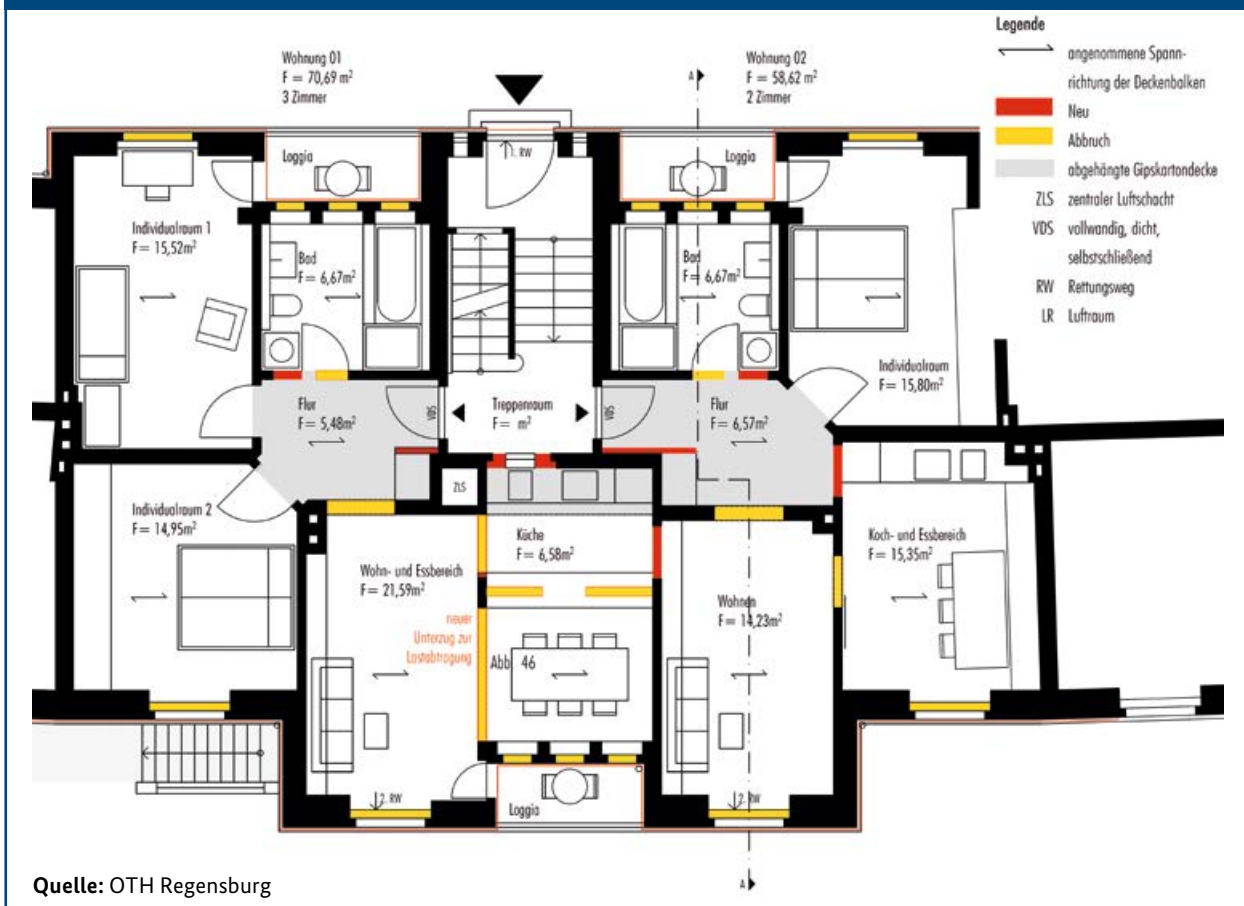 Legende
angenommene Spann-
richtung der Deckenbalken
Neu
Abbruch
abgehängte Gipskartondecke
ZLS zentraler Luftschacht
VDS vollwandig, dicht,
selbstschließend
RW Rettungsweg
LR Luftraum
Wohnung 01
F = 70,69 m²
3 Zimmer
Wohnung 02
F = 58,62 m²
2 Zimmer
A
Loggia
1. RW
Loggia
Individualraum 1
F = 15,52m²
Bad
F = 6,67m²
Bad
F = 6,67m²
Individualraum
F = 15,80m²
Flur
F = 5,48m²
VDS
Treppenraum
F = m²
VDS
Flur
F = 6,57m²
ZLS
Individualraum 2
F = 14,95m²
Küche
F = 6,58m²
Koch- und Essbereich
F = 15,35m²
Wohn- und Essbereich
F = 21,59m²
Wohnen
F = 14,23m²
neuer
Unterzug zur
Lastabtragung
Abb 46
2. RW
Loggia
2. RW
A
Quelle: OTH Regensburg